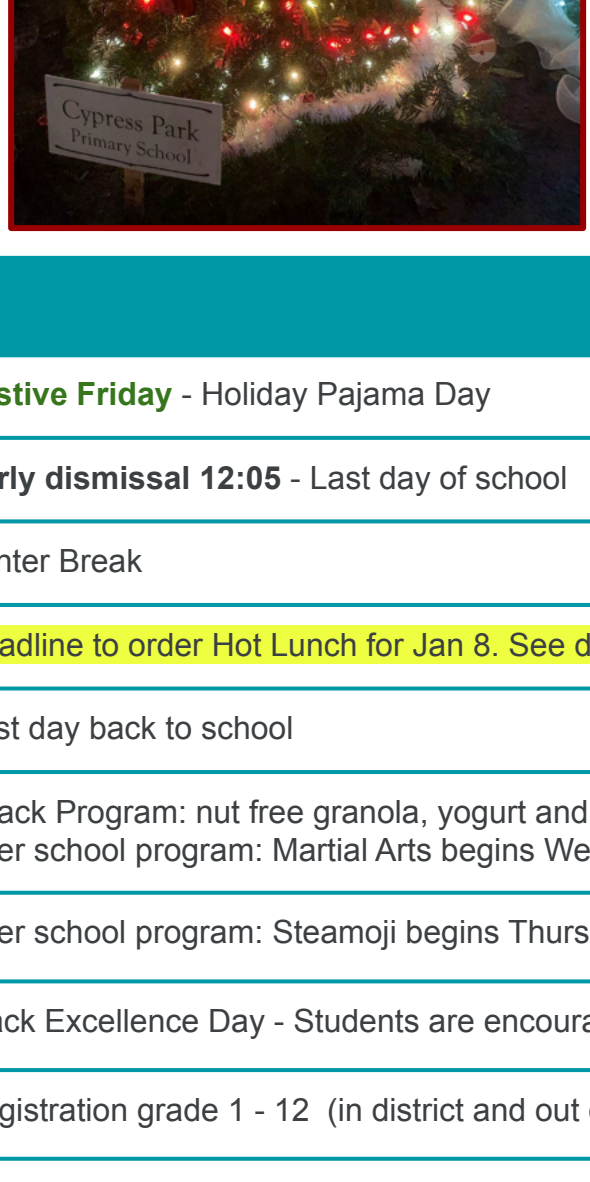 Cypress Park
Primary School
stive Friday - Holiday Pajama Day
rly dismissal 12:05 - Last day of school
nter Break
adline to order Hot Lunch for Jan 8. See d
st day back to school
ack Program: nut free granola, yogurt and
er school program: Martial Arts begins We
er school program: Steamoji begins Thurs
ack Excellence Day - Students are encoura
gistration grade 1 - 12 (in district and out